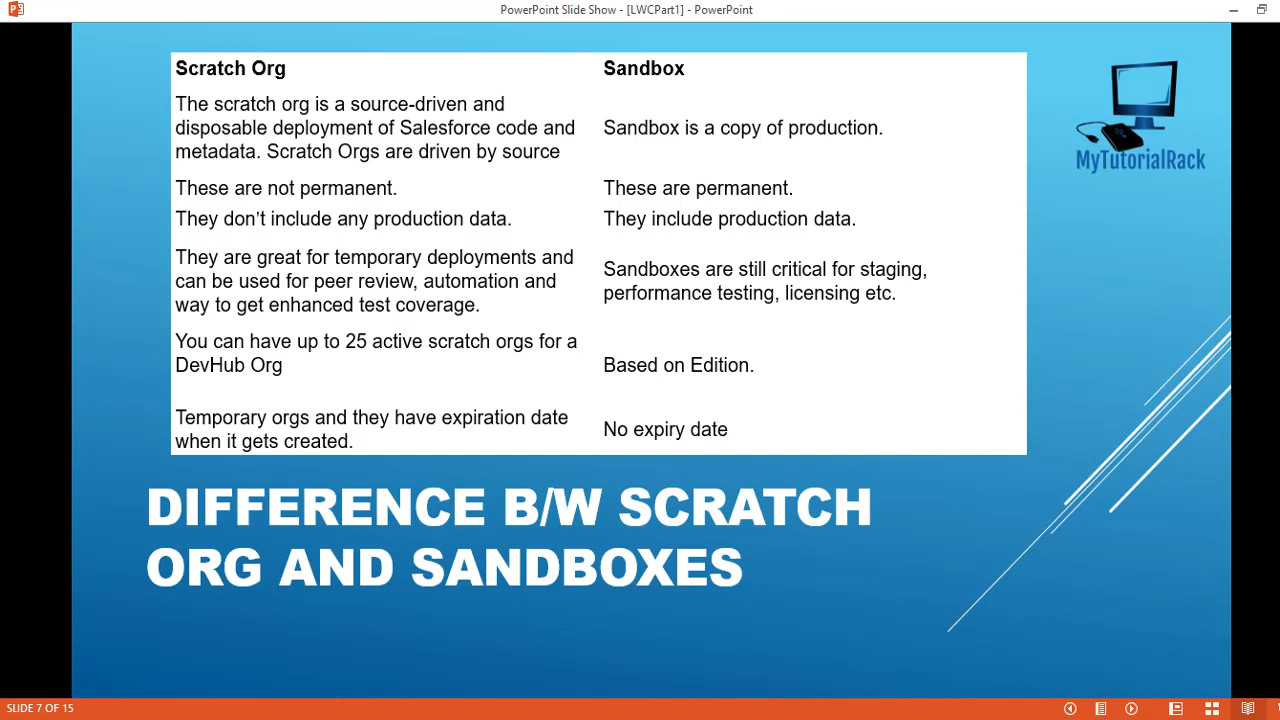 PowerPoint Slide Show - [LWCPart1] - PowerPoint
Scratch Org
Sandbox
The scratch org is a source-driven and
disposable deployment of Salesforce code and
metadata. Scratch Orgs are driven by source
Sandbox is a copy of production.
These are not permanent.
These are permanent.
They don’t include any production data.
They include production data.
They are great for temporary deployments and
can be used for peer review, automation and
way to get enhanced test coverage.
Sandboxes are still critical for staging,
performance testing, licensing etc.
You can have up to 25 active scratch orgs for a
DevHub Org
Based on Edition.
Temporary orgs and they have expiration date
when it gets created.
No expiry date
MyTutorialRack
DIFFERENCE B/W SCRATCH
ORG AND SANDBOXES
SLIDE 7 OF 15